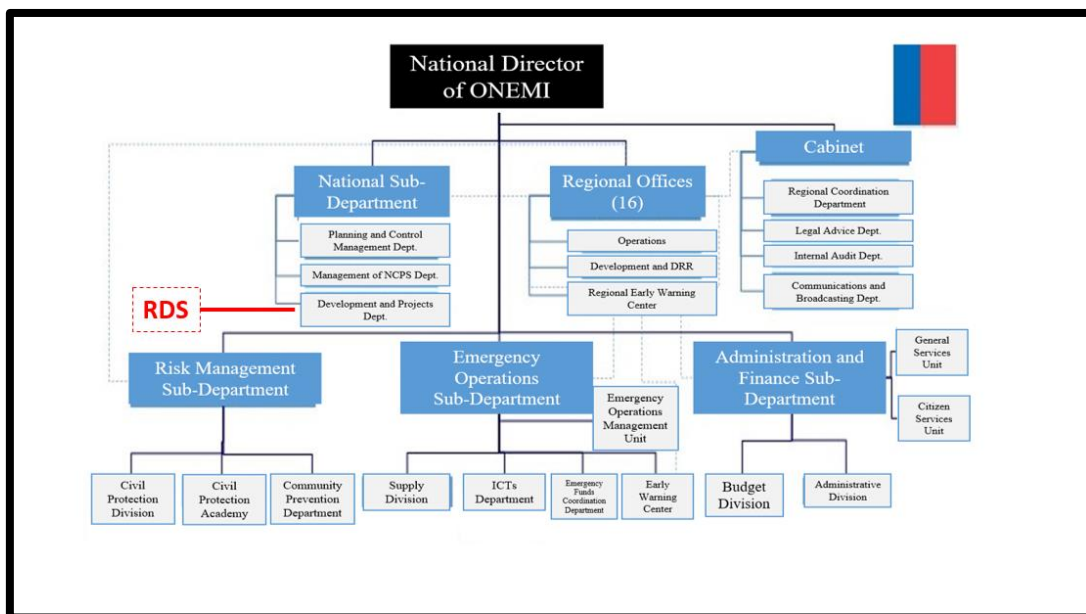 National Director
of ONEMI
Cabinet
National Sub-
Department
Regional Offices
(16)
Regional Coordination
Department
Legal Advice Dept.
Internal Audit Dept.
Communications and
Broadcasting Dept.
Planning and Control
Management Dept.
Management of NCPS Dept.
Development and Projects
Dept.
Operations
Development and DRR
Regional Early Warning
Center
RDS
Risk Management
Sub-Department
Emergency
Operations
Sub-Department
Administration and
Finance Sub-
Department
General
Services
Unit
Citizen
Services
Unit
Emergency
Operations
Management
Unit
Civil
Protection
Division
Civil
Protection
Academy
Community
Prevention
Department
Supply
Division
ICTs
Department
Emergency
Funds
Coordination
Department
Early
Warning
Center
Budget
Division
Administrative
Division